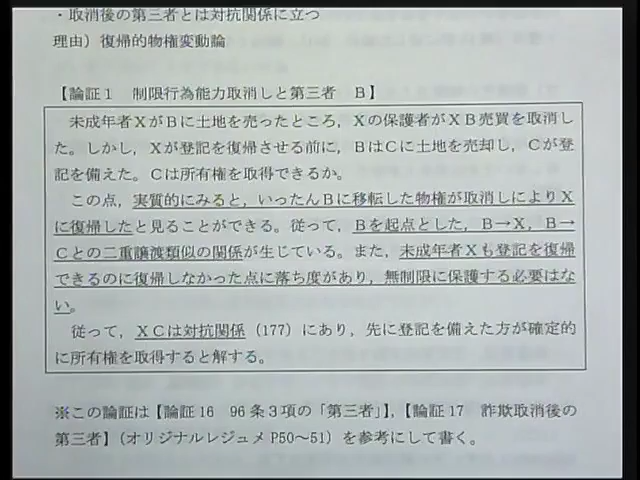 ・取消後の第三者とは対抗関係に立つ
理由）復帰的物権変動論
【論証１　制限行為能力取消しと第三者　Ｂ】
未成年者ＸがＢに土地を売ったところ，Ｘの保護者がＸＢ売買を取消し
た。しかし，Ｘが登記を復帰させる前に，ＢはＣに土地を売却し，Ｃが登
記を備えた。Ｃは所有権を取得できるか。
この点，実質的にみると，いったんＢに移転した物権が取消しによりＸ
に復帰したと見ることができる。従って，Ｂを起点とした，Ｂ→Ｘ，Ｂ→
Ｃとの二重譲渡類似の関係が生じている。また，未成年者Ｘも登記を復帰
できるのに復帰しなかった点に落ち度があり，無制限に保護する必要はな
い。
従って，ＸＣは対抗関係（177）にあり，先に登記を備えた方が確定的
に所有権を取得すると解する。
※この論証は【論証16　96条３項の「第三者」】，【論証17　詐欺取消後の
第三者】（オリジナルレジュメ P50～51）を参考にして書く。